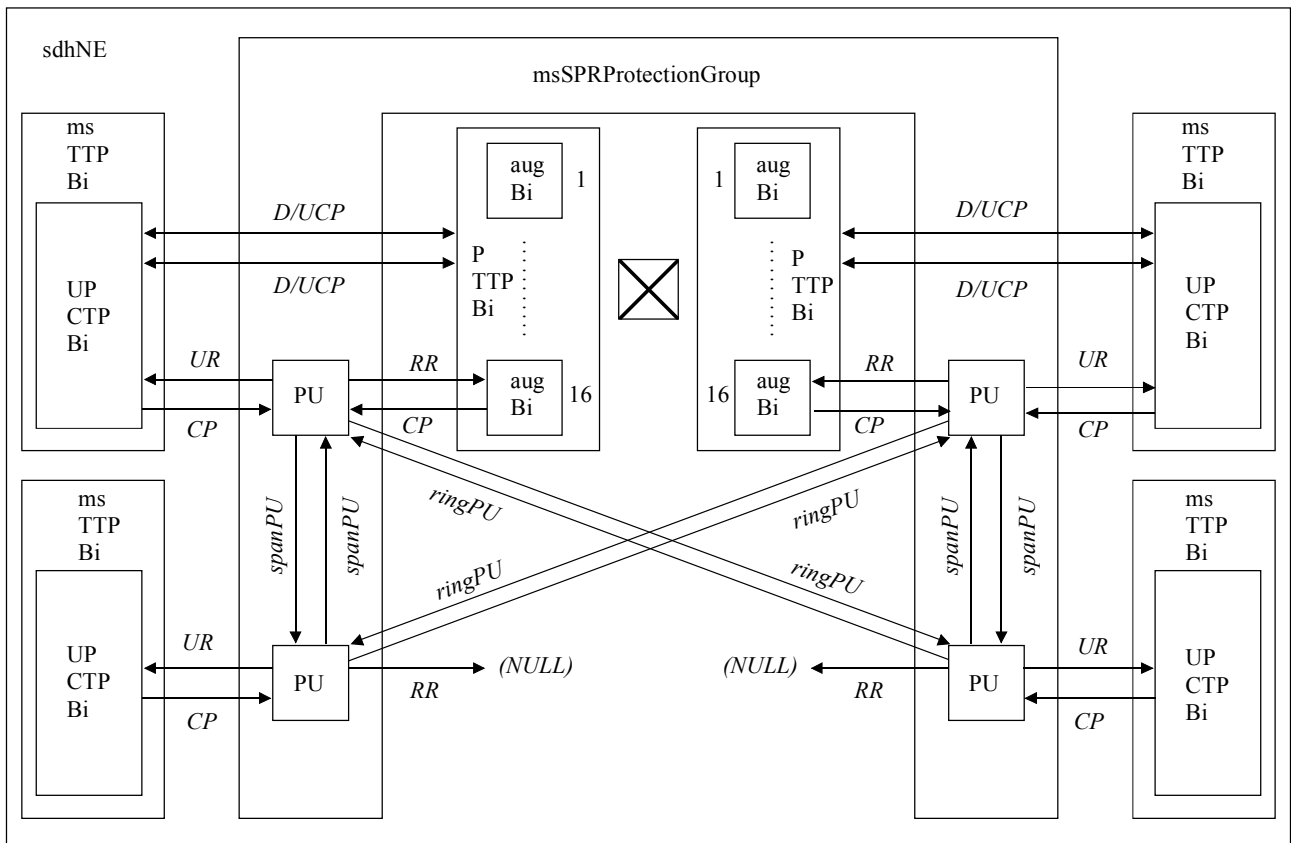 sdhNE
msSPRProtectionGroup
ms
TTP
Bi
UP
CTP
Bi
D/UCP
D/UCP
UR
CP
PU
RR
CP
aug
Bi
1
P
TTP
Bi
aug
Bi
16
1
aug
Bi
P
TTP
Bi
16
aug
Bi
D/UCP
D/UCP
RR
CP
PU
UR
CP
ms
TTP
Bi
UP
CTP
Bi
spanPU
spanPU
ringPU
ringPU
ringPU
ringPU
spanPU
spanPU
ms
TTP
Bi
UP
CTP
Bi
UR
CP
PU
RR
(NULL)
(NULL)
RR
PU
UR
CP
ms
TTP
Bi
UP
CTP
Bi